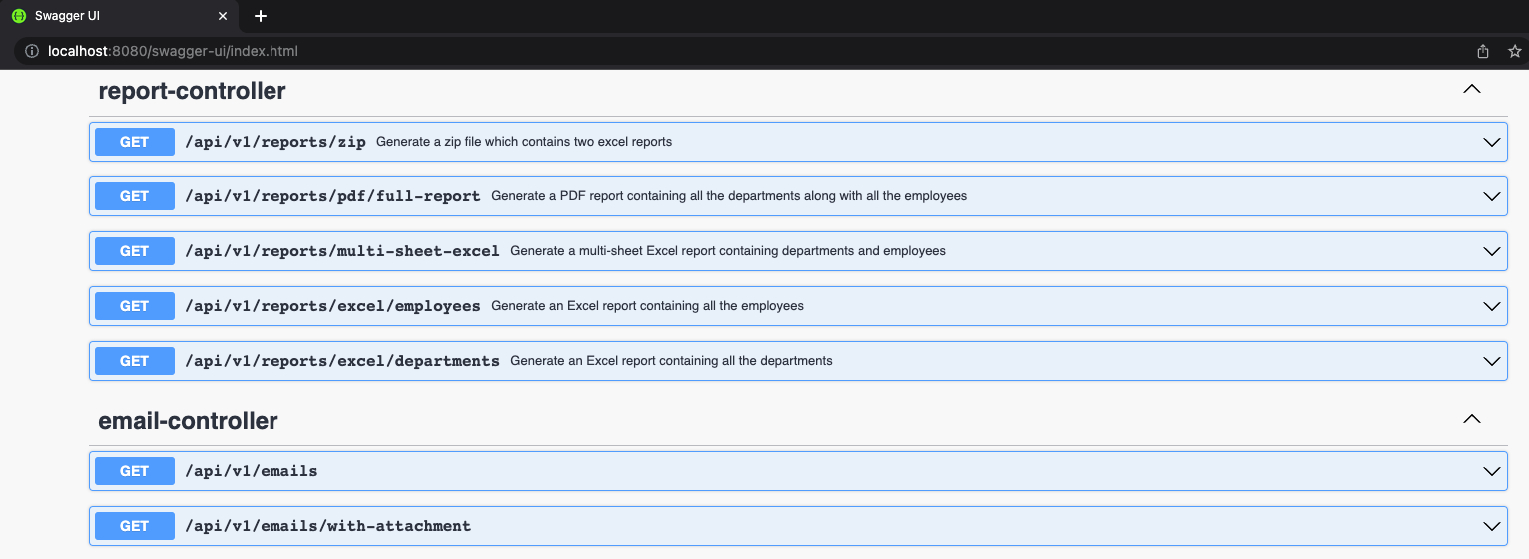 Swagger UI
localhost:8080/swagger-ui/index.html
report-controller
GET /api/v1/reports/zip Generate a zip file which contains two excel reports
GET /api/v1/reports/pdf/full-report Generate a PDF report containing all the departments along with all the employees
GET /api/v1/reports/multi-sheet-excel Generate a multi-sheet Excel report containing departments and employees
GET /api/v1/reports/excel/employees Generate an Excel report containing all the employees
GET /api/v1/reports/excel/departments Generate an Excel report containing all the departments
email-controller
GET /api/v1/emails
GET /api/v1/emails/with-attachment